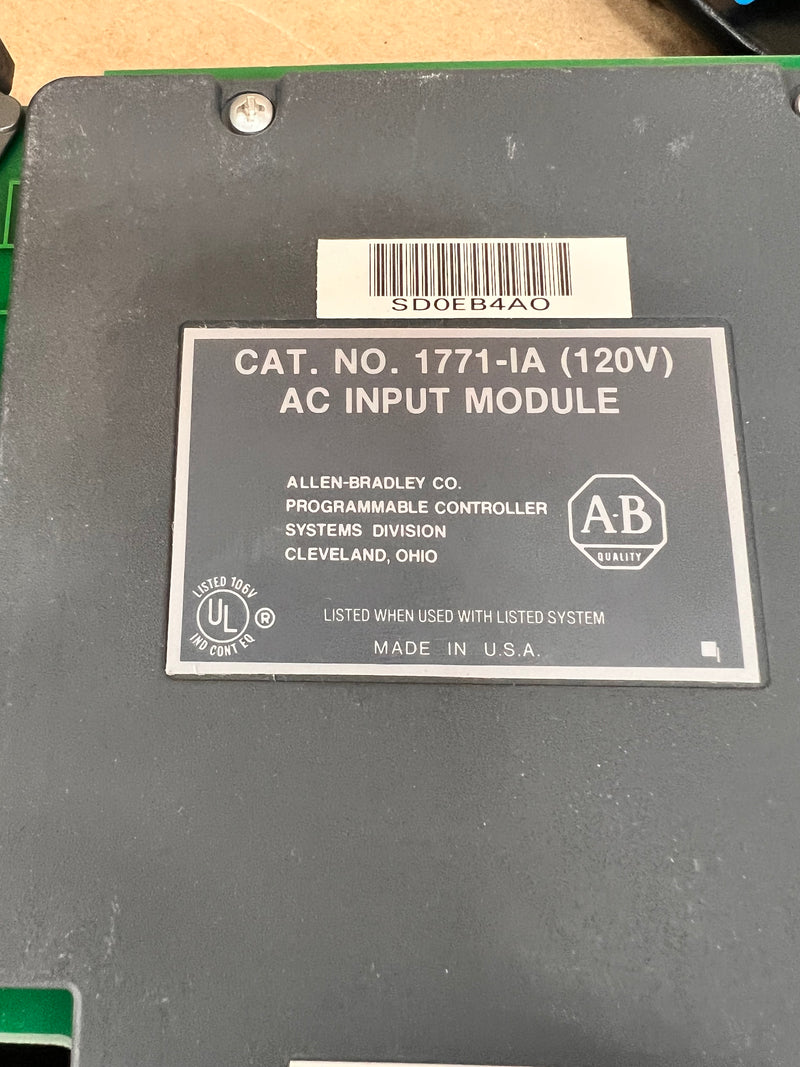 SD0EB4A0
CAT. NO. 1771-IA (120V)
AC INPUT MODULE
ALLEN-BRADLEY CO.
PROGRAMMABLE CONTROLLER
SYSTEMS DIVISION
CLEVELAND, OHIO
A·B
QUALITY
LISTED 106V
UL ®
IND CONT EQ
LISTED WHEN USED WITH LISTED SYSTEM
MADE IN U.S.A.